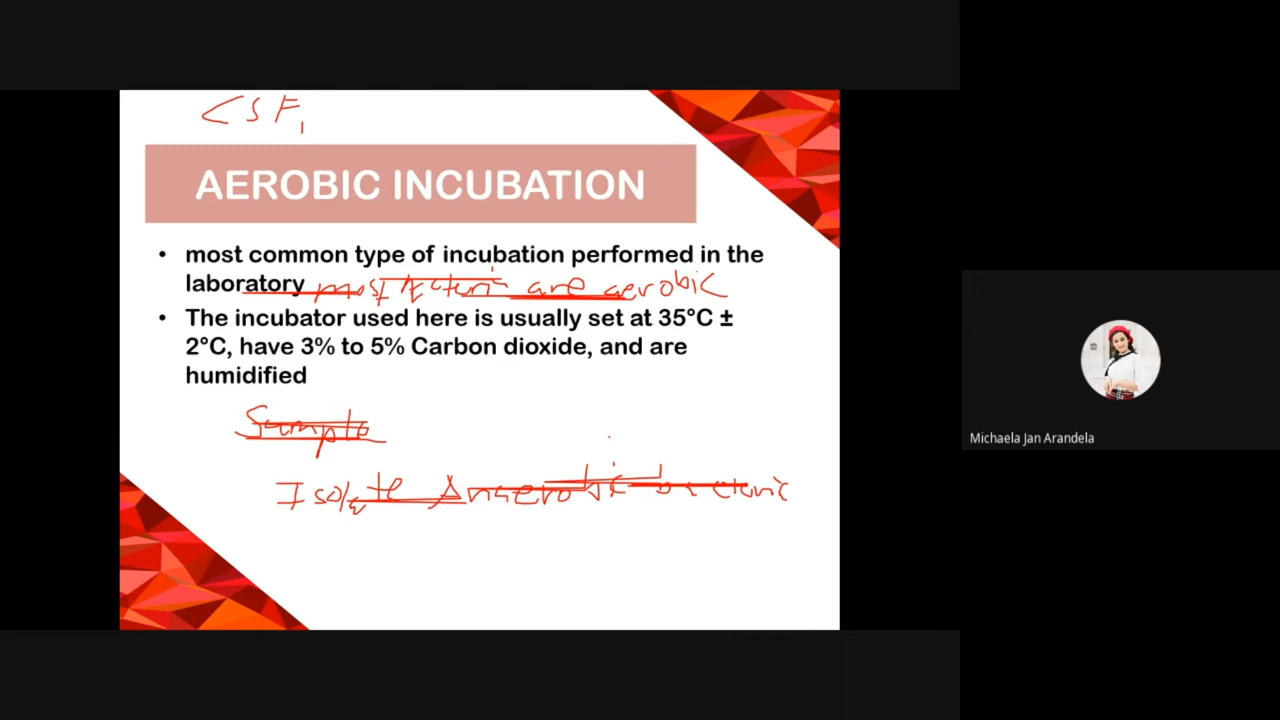 CSF,
AEROBIC INCUBATION
• most common type of incubation performed in the
laboratory most bacteria are aerobic
• The incubator used here is usually set at 35°C ±
2°C, have 3% to 5% Carbon dioxide, and are
humidified
Sample
Isolate Anaerobic bacteria
Michaela Jan Arandela